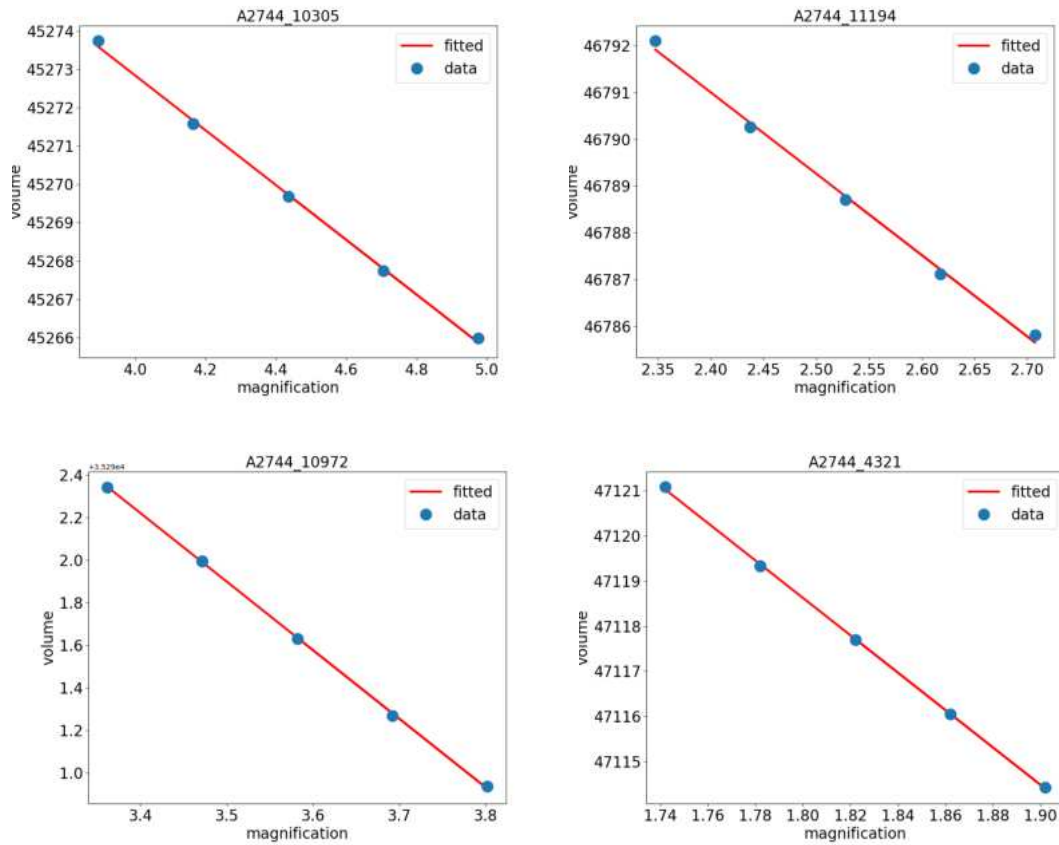 A2744_10305
fitted
data
45274
45273
45272
45271
45270
45269
45268
45267
45266
volume
4.0 4.2 4.4 4.6 4.8 5.0
magnification
A2744_11194
fitted
data
46792
46791
46790
46789
46788
46787
46786
volume
2.35 2.40 2.45 2.50 2.55 2.60 2.65 2.70
magnification
A2744_10972
+3.529e4
fitted
data
2.4
2.2
2.0
1.8
1.6
1.4
1.2
1.0
volume
3.4 3.5 3.6 3.7 3.8
magnification
A2744_4321
fitted
data
47121
47120
47119
47118
47117
47116
47115
volume
1.74 1.76 1.78 1.80 1.82 1.84 1.86 1.88 1.90
magnification